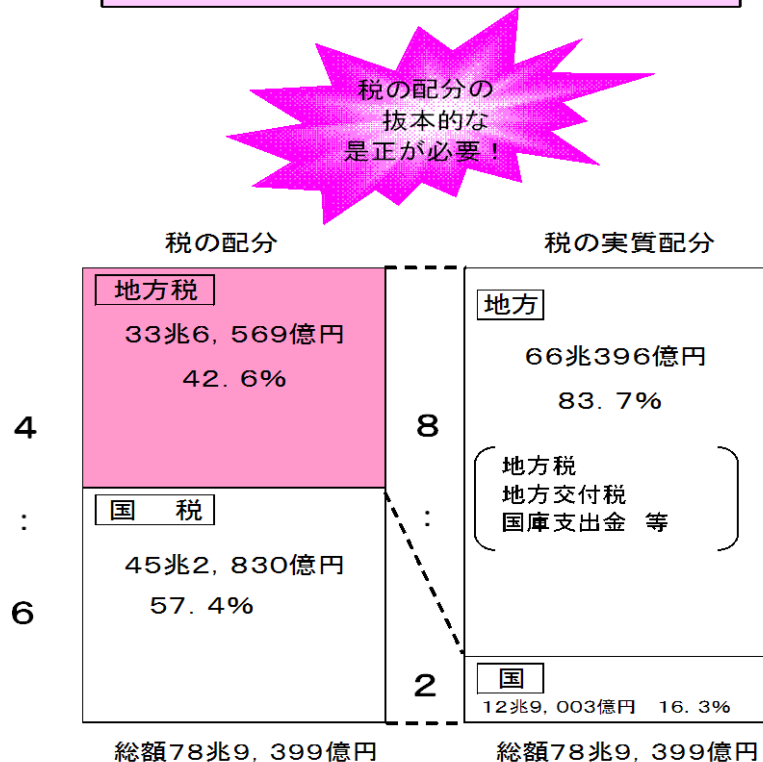 税の配分の
抜本的な
是正が必要！
税の配分
地方税
33兆6,569億円
42.6%
国　税
45兆2,830億円
57.4%
4
:
6
税の実質配分
地方
66兆396億円
83.7%
地方税
地方交付税
国庫支出金　等
国
12兆9,003億円　16.3%
8
:
2
総額78兆9,399億円
総額78兆9,399億円